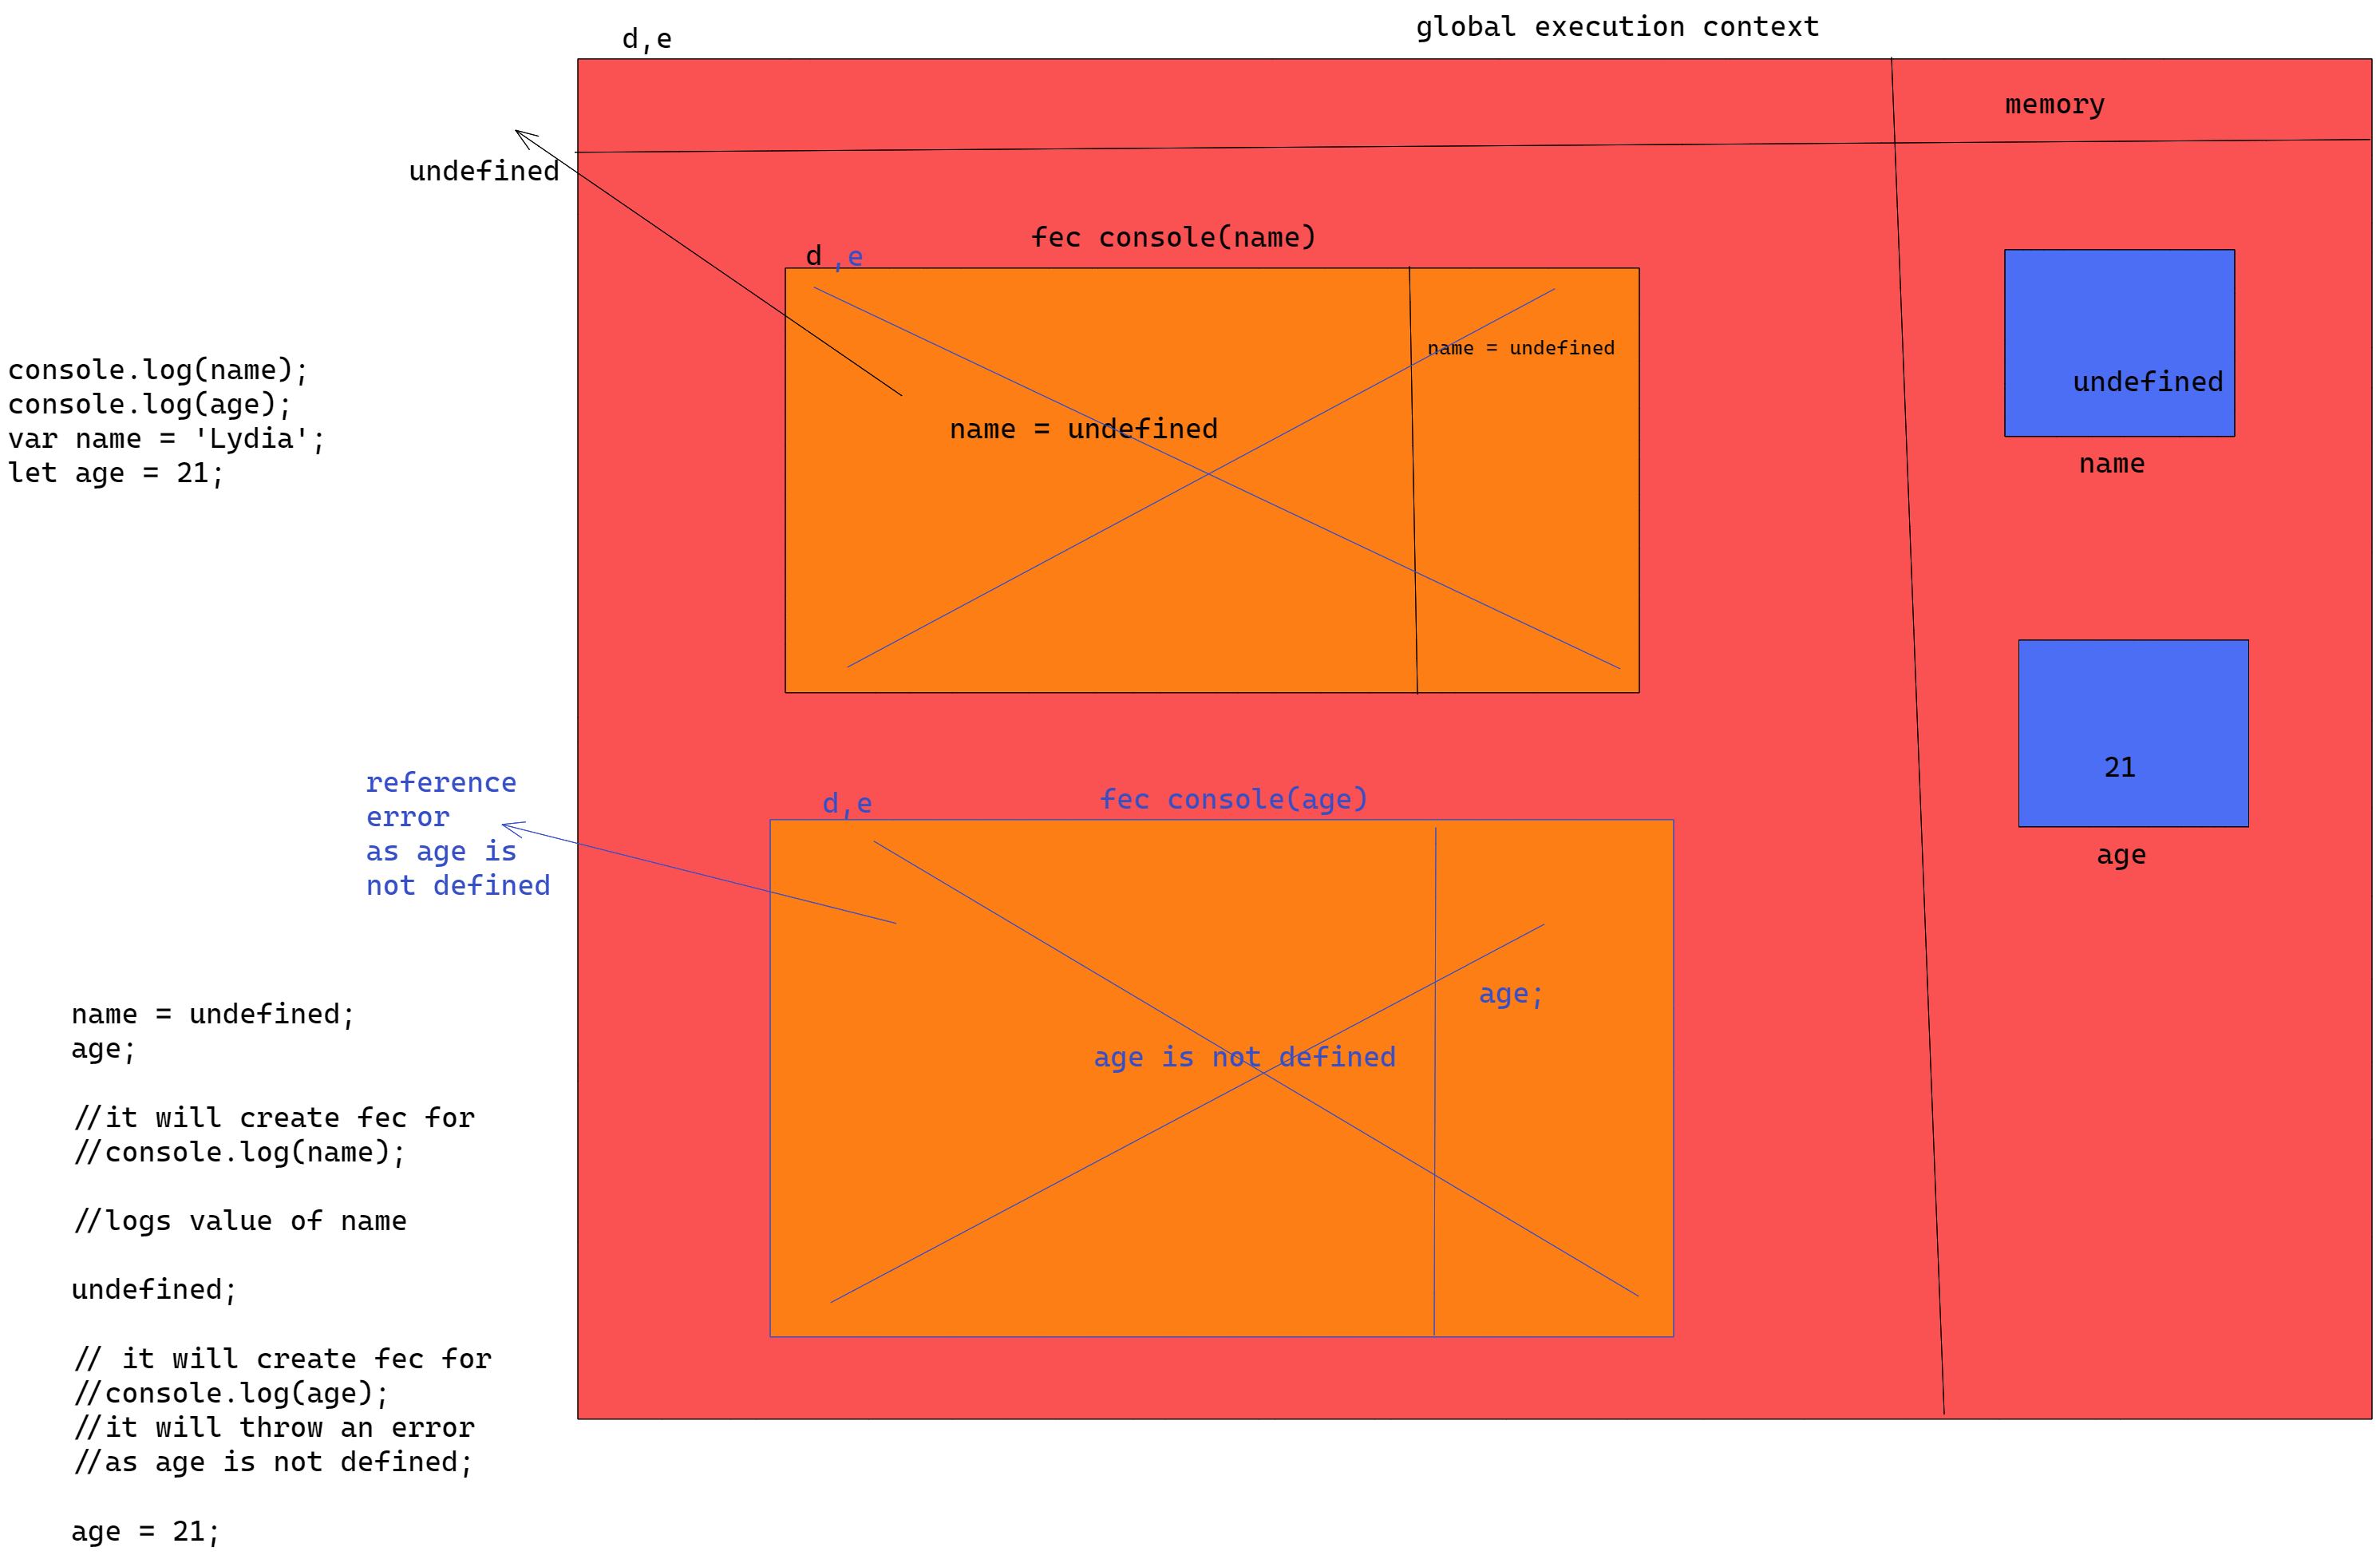 global execution context
d,e
memory
undefined
fec console(name)
d ,e
name = undefined
console.log(name);
console.log(age);
var name = 'Lydia';
let age = 21;
name = undefined
undefined
name
reference
error
as age is
not defined
d,e
fec console(age)
21
age
age;
age is not defined
name = undefined;
age;
//it will create fec for
//console.log(name);
//logs value of name
undefined;
// it will create fec for
//console.log(age);
//it will throw an error
//as age is not defined;
age = 21;